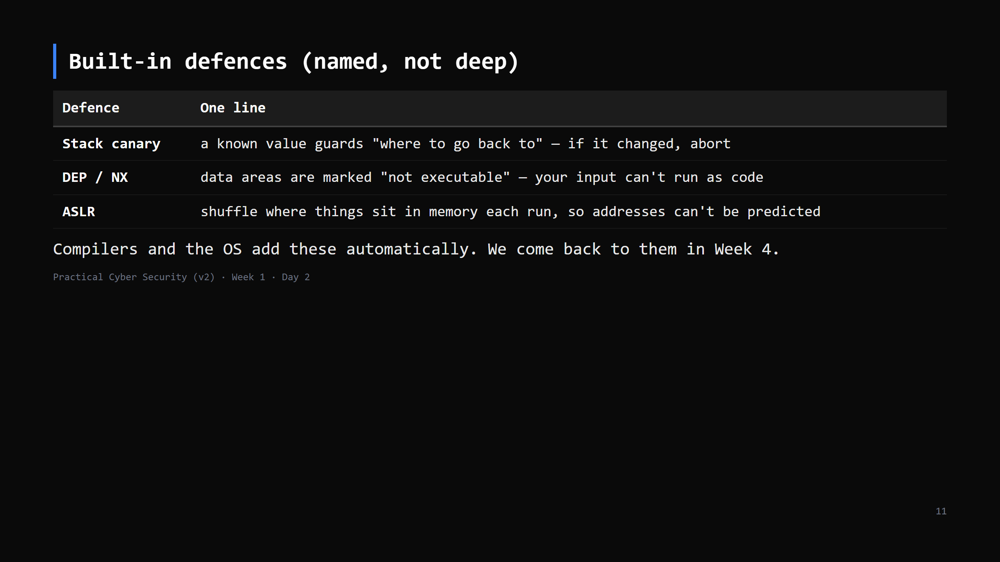 Built-in defences (named, not deep)
Defence One line
Stack canary a known value guards "where to go back to" — if it changed, abort
DEP / NX data areas are marked "not executable" — your input can't run as code
ASLR shuffle where things sit in memory each run, so addresses can't be predicted
Compilers and the OS add these automatically. We come back to them in Week 4.
Practical Cyber Security (v2) · Week 1 · Day 2
11